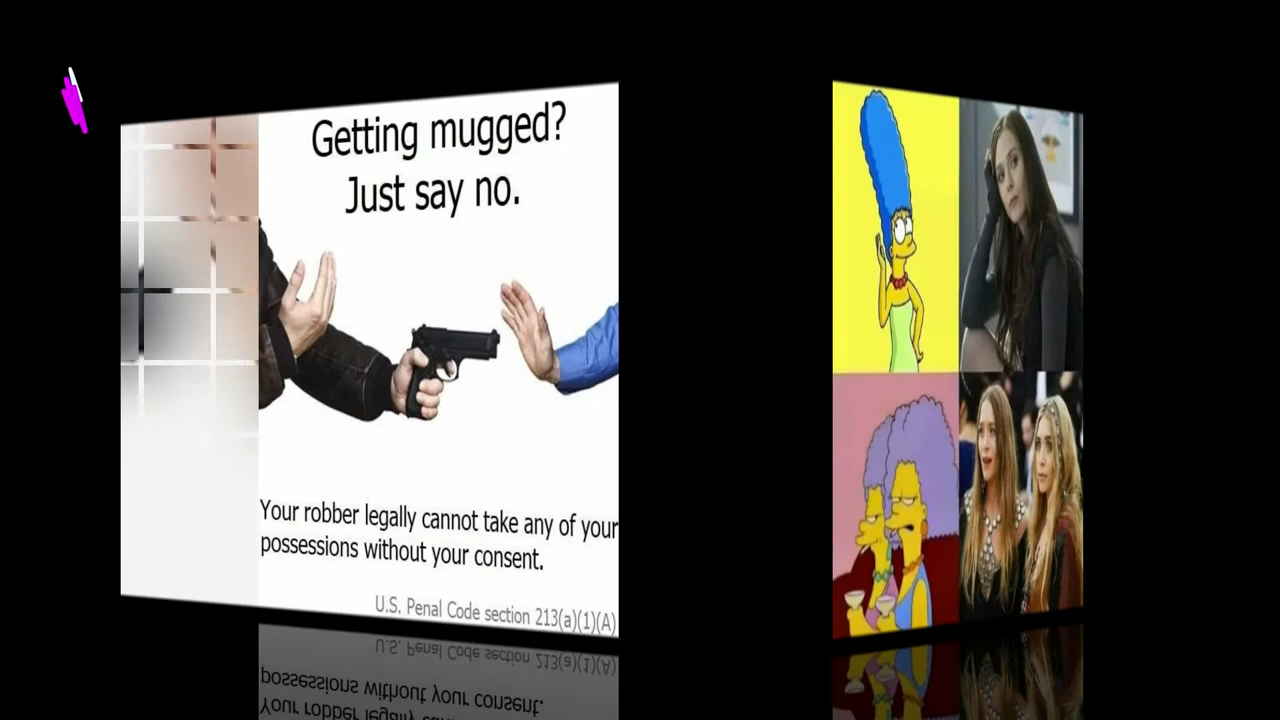 Getting mugged?
Just say no.
Your robber legally cannot take any of your
possessions without your consent.
U.S. Penal Code section 213(a)(1)(A)